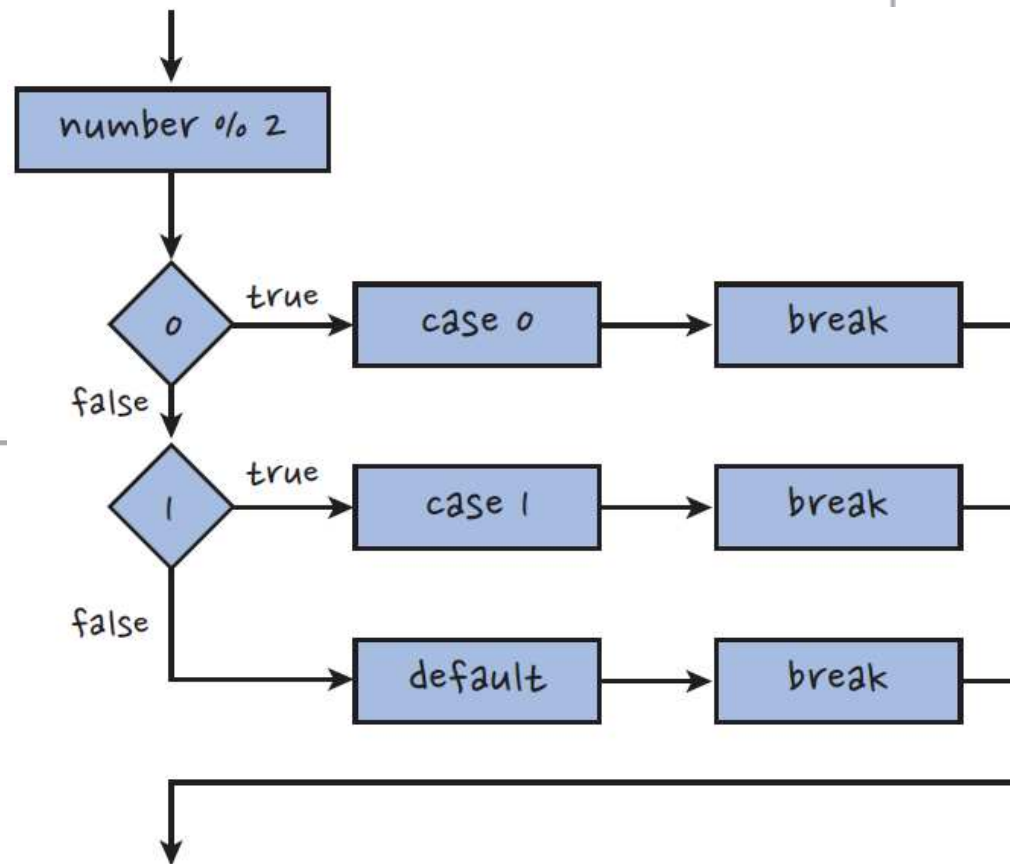 number % 2
0
true
case 0
break
false
1
true
case 1
break
false
default
break